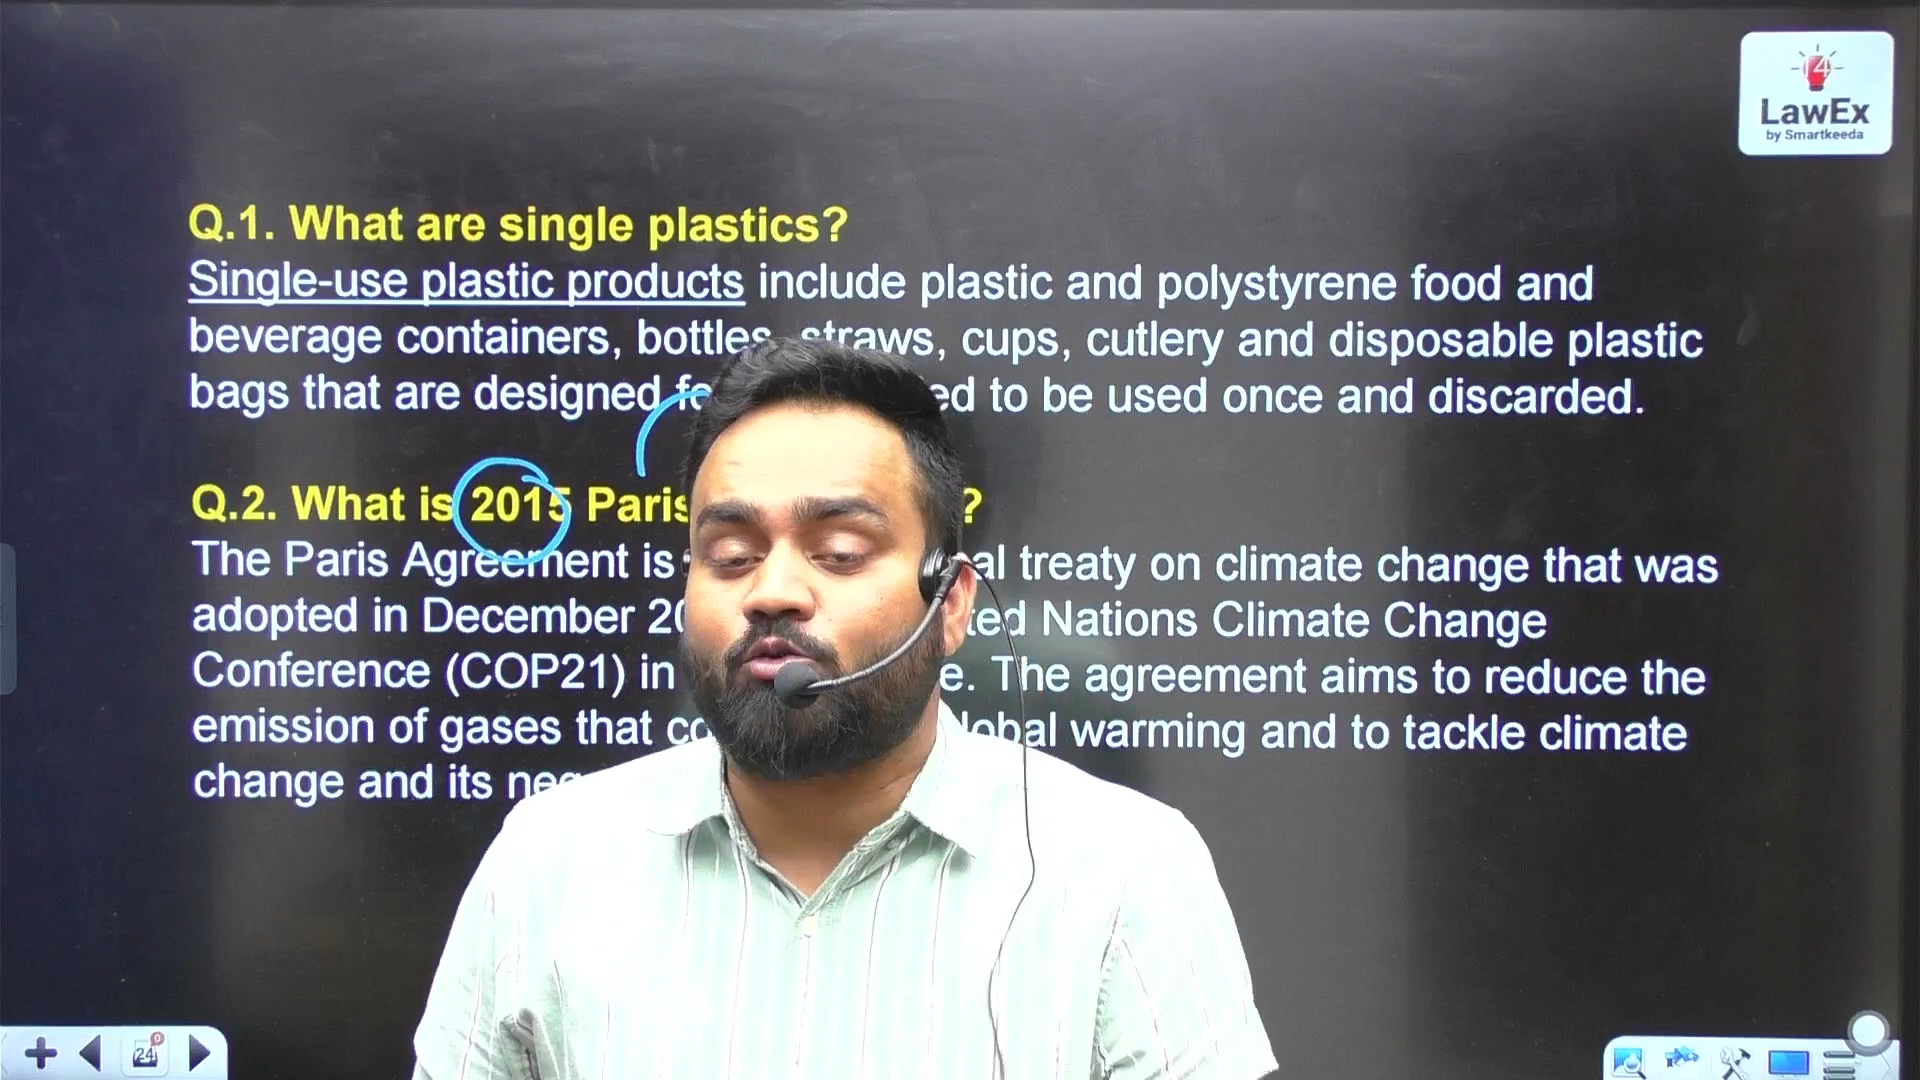 14
LawEx
by Smartkeeda
Q.1. What are single plastics?
Single-use plastic products include plastic and polystyrene food and
beverage containers, bottles, straws, cups, cutlery and disposable plastic
bags that are designed to be used once and discarded.
Q.2. What is 2015 Paris ?
The Paris Agreement is treaty on climate change that was
adopted in December Nations Climate Change
Conference (COP21) in The agreement aims to reduce the
emission of gases that global warming and to tackle climate
change and its
24
0